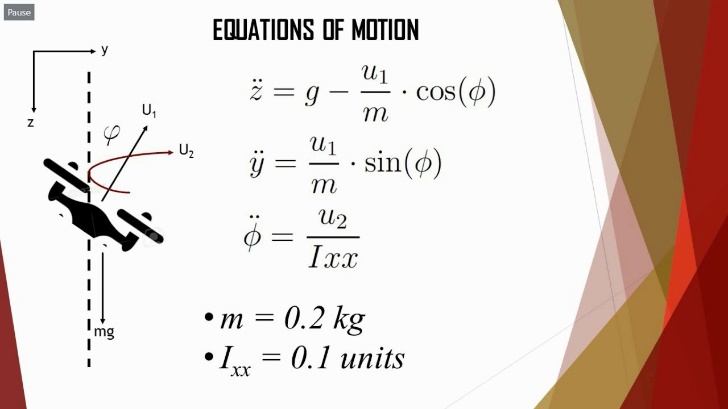 Pause
EQUATIONS OF MOTION
y
z
U₁
φ
U₂
mg
z̈ = g − u₁/m · cos(ϕ)
ÿ = u₁/m · sin(ϕ)
ϕ̈ = u₂/Ixx
• m = 0.2 kg
• Iₓₓ = 0.1 units